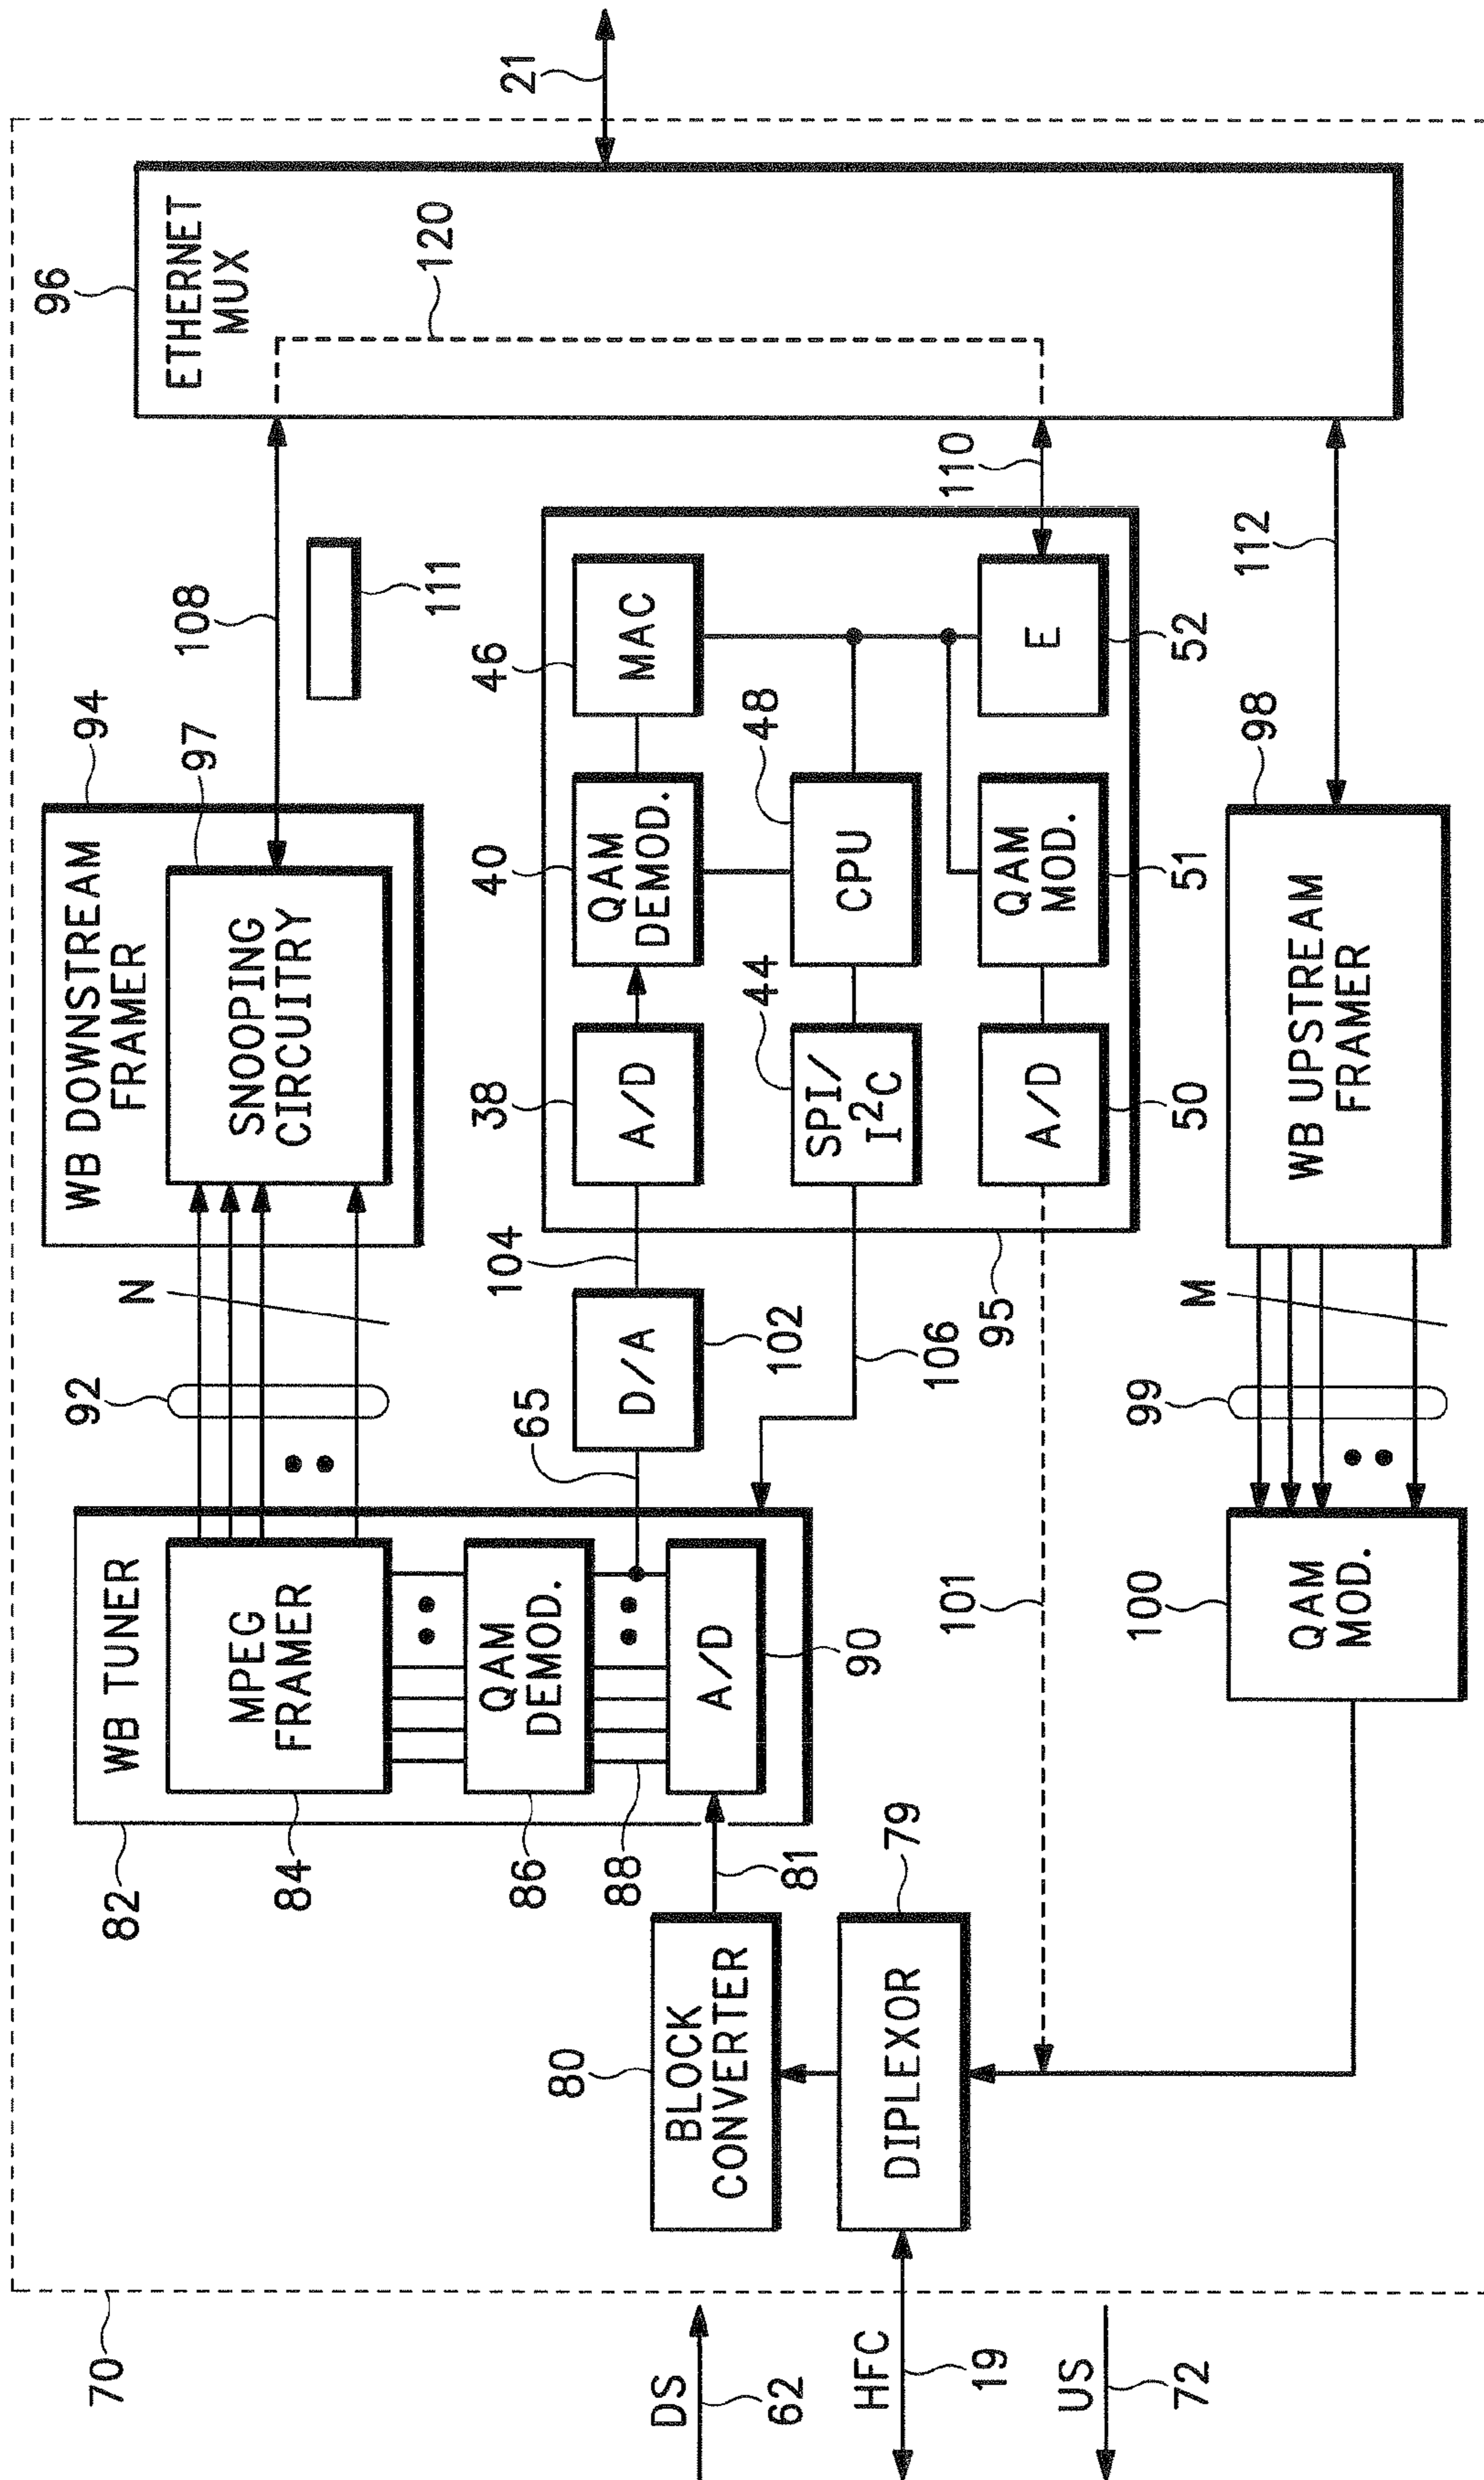 70
DS
62
HFC
19
US
72
82
WB TUNER
MPEG
FRAMER
84
QAM
DEMOD.
86
88
A/D
90
80
BLOCK
CONVERTER
81
DIPLEXOR
79
92
N
65
D/A
102
104
106
101
94
WB DOWNSTREAM
FRAMER
SNOOPING
CIRCUITRY
97
108
111
38
A/D
40
QAM
DEMOD.
46
MAC
44
SPI/
I²C
CPU
48
A/D
50
QAM
MOD.
51
E
52
95
110
96
ETHERNET
MUX
120
21
100
QAM
MOD.
99
M
WB UPSTREAM
FRAMER
98
112